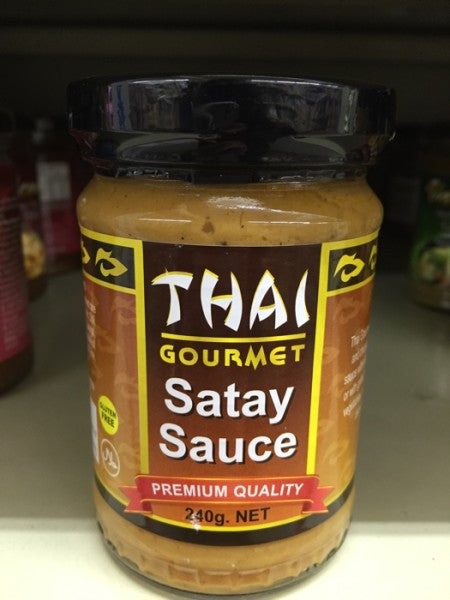 THAI
GOURMET
Satay
Sauce
PREMIUM QUALITY
240g. NET
GLUTEN
FREE